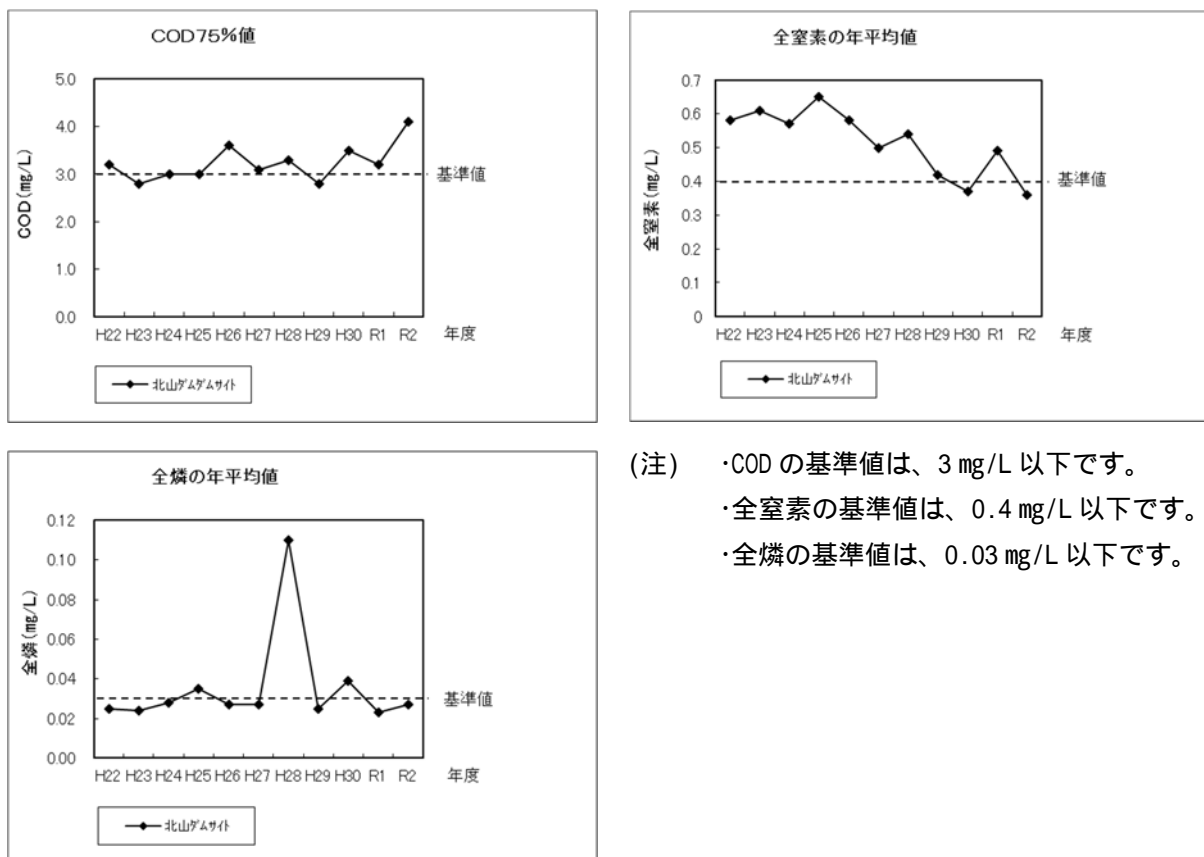 COD75%値
5.0
4.0
3.0
2.0
1.0
0.0
COD(mg/L)
基準値
H22 H23 H24 H25 H26 H27 H28 H29 H30 R1 R2 年度
北山ダムダムサイト
全窒素の年平均値
0.7
0.6
0.5
0.4
0.3
0.2
0.1
0
全窒素(mg/L)
基準値
H22 H23 H24 H25 H26 H27 H28 H29 H30 R1 R2 年度
北山ダムダムサイト
全燐の年平均値
0.12
0.10
0.08
0.06
0.04
0.02
0.00
全燐(mg/L)
基準値
H22 H23 H24 H25 H26 H27 H28 H29 H30 R1 R2 年度
北山ダムサイト
(注) ・COD の基準値は、3 ㎎/L 以下です。
・全窒素の基準値は、0.4 ㎎/L 以下です。
・全燐の基準値は、0.03 ㎎/L 以下です。